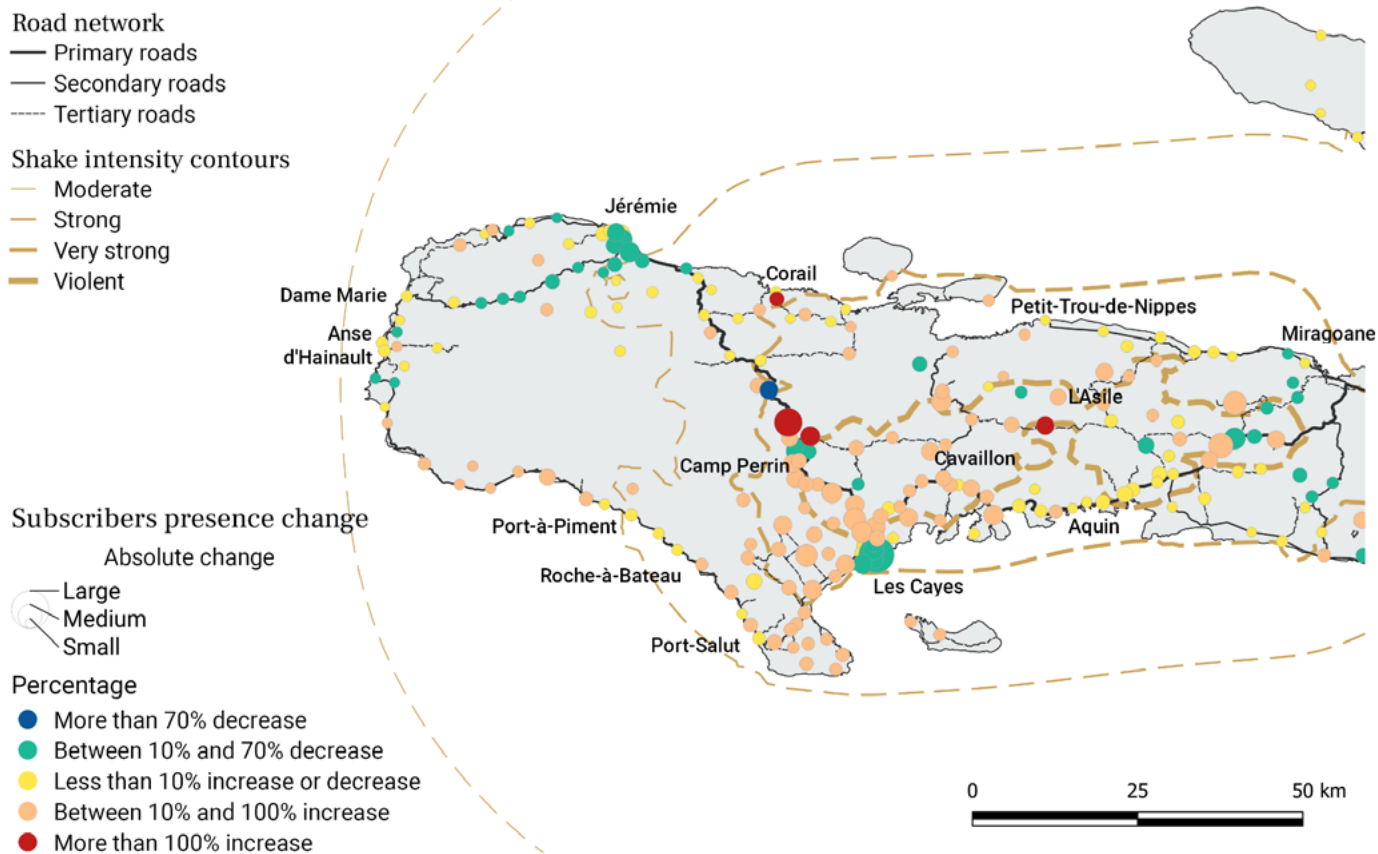 Road network
Primary roads
Secondary roads
Tertiary roads
Shake intensity contours
Moderate
Strong
Very strong
Violent
Jérémie
Corail
Dame Marie
Petit-Trou-de-Nippes
Anse
d'Hainault
Miragoane
L'Asile
Camp Perrin
Cavaillon
Port-à-Piment
Aquin
Roche-à-Bateau
Les Cayes
Port-Salut
Subscribers presence change
Absolute change
Large
Medium
Small
Percentage
More than 70% decrease
Between 10% and 70% decrease
Less than 10% increase or decrease
Between 10% and 100% increase
More than 100% increase
0 25 50 km